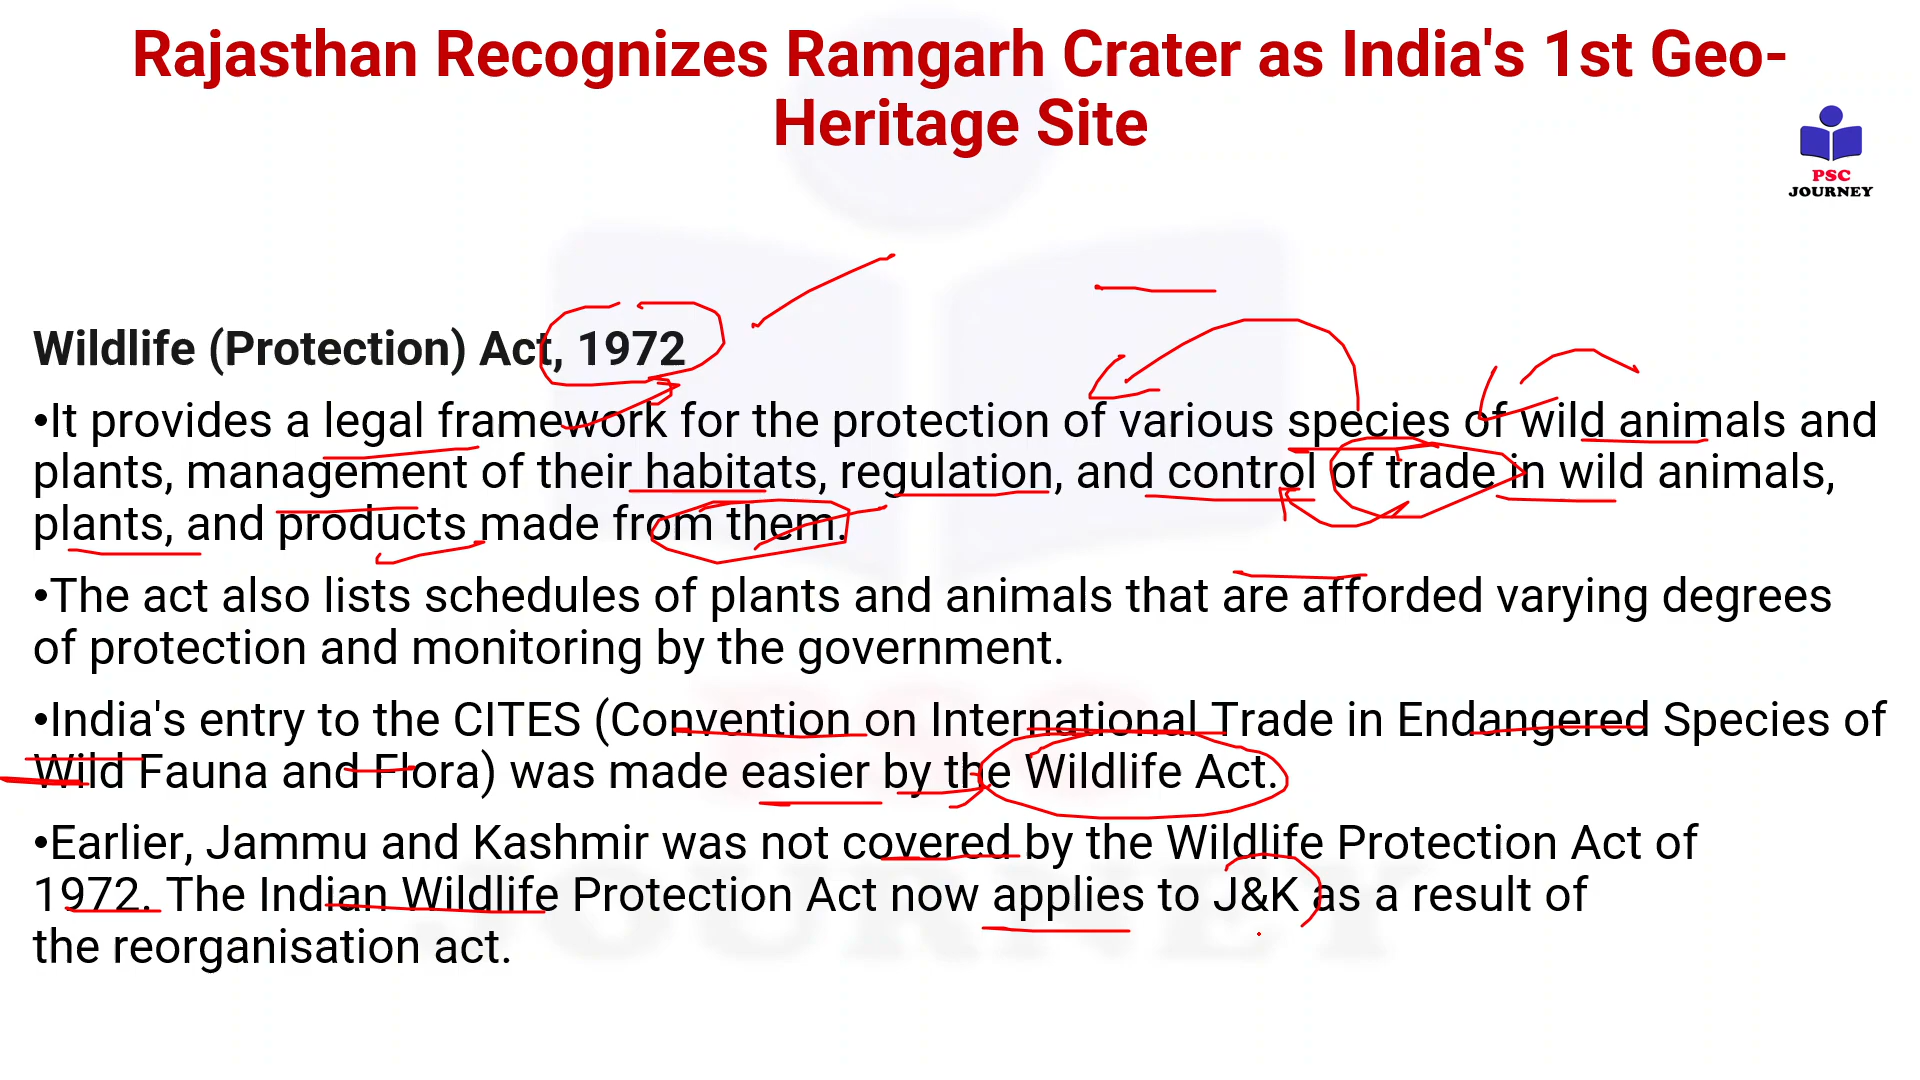 Rajasthan Recognizes Ramgarh Crater as India's 1st Geo-
Heritage Site
PSC
JOURNEY
Wildlife (Protection) Act, 1972
•It provides a legal framework for the protection of various species of wild animals and
plants, management of their habitats, regulation, and control of trade in wild animals,
plants, and products made from them.
•The act also lists schedules of plants and animals that are afforded varying degrees
of protection and monitoring by the government.
•India's entry to the CITES (Convention on International Trade in Endangered Species of
Wild Fauna and Flora) was made easier by the Wildlife Act.
•Earlier, Jammu and Kashmir was not covered by the Wildlife Protection Act of
1972. The Indian Wildlife Protection Act now applies to J&K as a result of
the reorganisation act.
PSC
JOURNEY